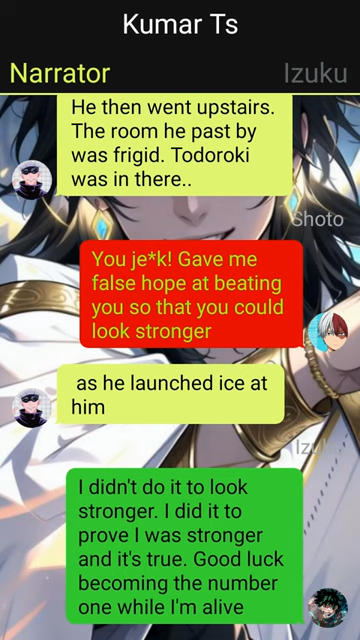 Kumar Ts
Narrator
Izuku
He then went upstairs.
The room he past by
was frigid. Todoroki
was in there..
Shoto
You je*k! Gave me
false hope at beating
you so that you could
look stronger
as he launched ice at
him
I didn't do it to look
stronger. I did it to
prove I was stronger
and it's true. Good luck
becoming the number
one while I'm alive